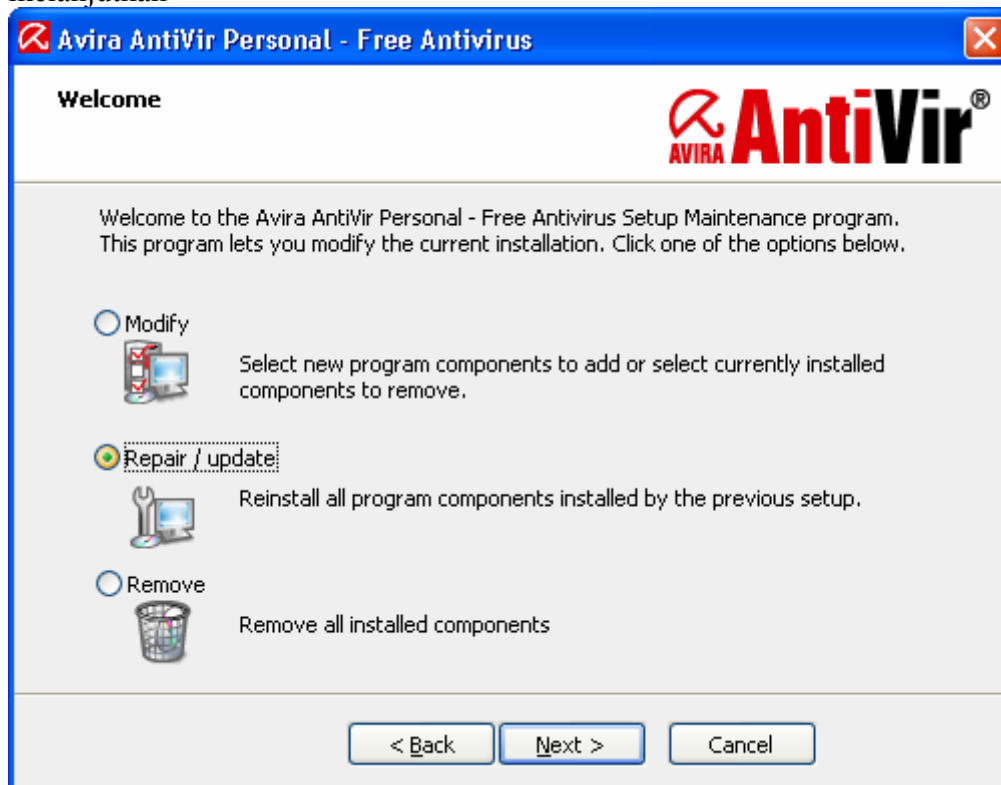 melanjutkan
Avira AntiVir Personal - Free Antivirus
Welcome
AVIRA AntiVir®
Welcome to the Avira AntiVir Personal - Free Antivirus Setup Maintenance program.
This program lets you modify the current installation. Click one of the options below.
Modify
Select new program components to add or select currently installed
components to remove.
Repair / update
Reinstall all program components installed by the previous setup.
Remove
Remove all installed components
< Back
Next >
Cancel